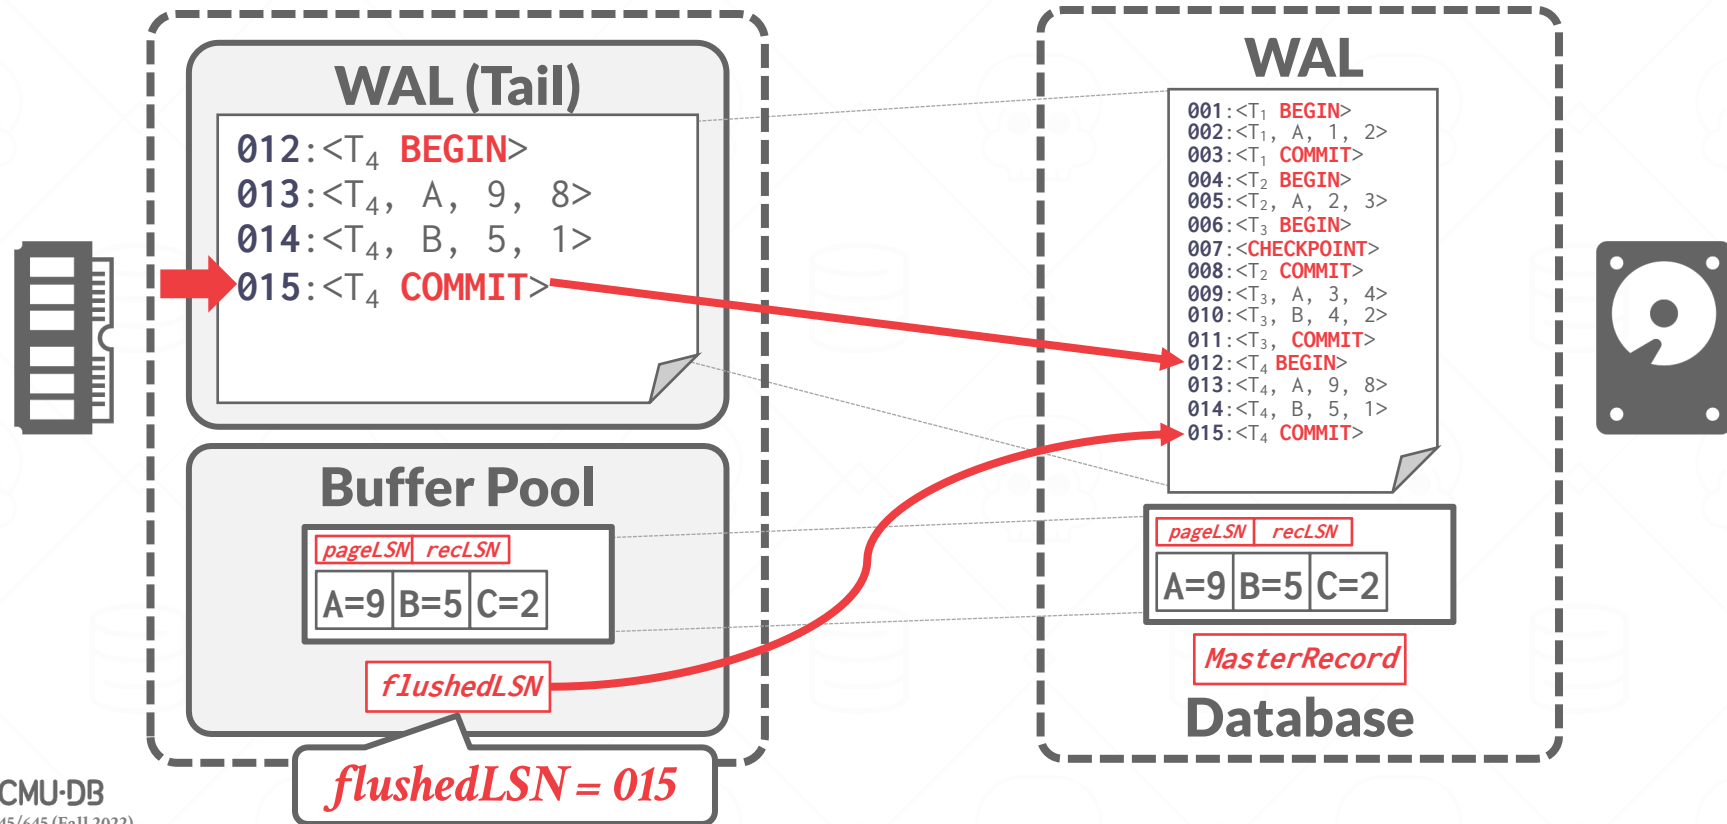 WAL (Tail)
012:<T₄ BEGIN>
013:<T₄, A, 9, 8>
014:<T₄, B, 5, 1>
015:<T₄ COMMIT>
Buffer Pool
pageLSN recLSN
A=9 B=5 C=2
flushedLSN
flushedLSN = 015
WAL
001:<T₁ BEGIN>
002:<T₁, A, 1, 2>
003:<T₁ COMMIT>
004:<T₂ BEGIN>
005:<T₂, A, 2, 3>
006:<T₃ BEGIN>
007:<CHECKPOINT>
008:<T₂ COMMIT>
009:<T₃, A, 3, 4>
010:<T₃, B, 4, 2>
011:<T₃, COMMIT>
012:<T₄ BEGIN>
013:<T₄, A, 9, 8>
014:<T₄, B, 5, 1>
015:<T₄ COMMIT>
pageLSN recLSN
A=9 B=5 C=2
MasterRecord
Database
CMU·DB
45/645 (Fall 2022)